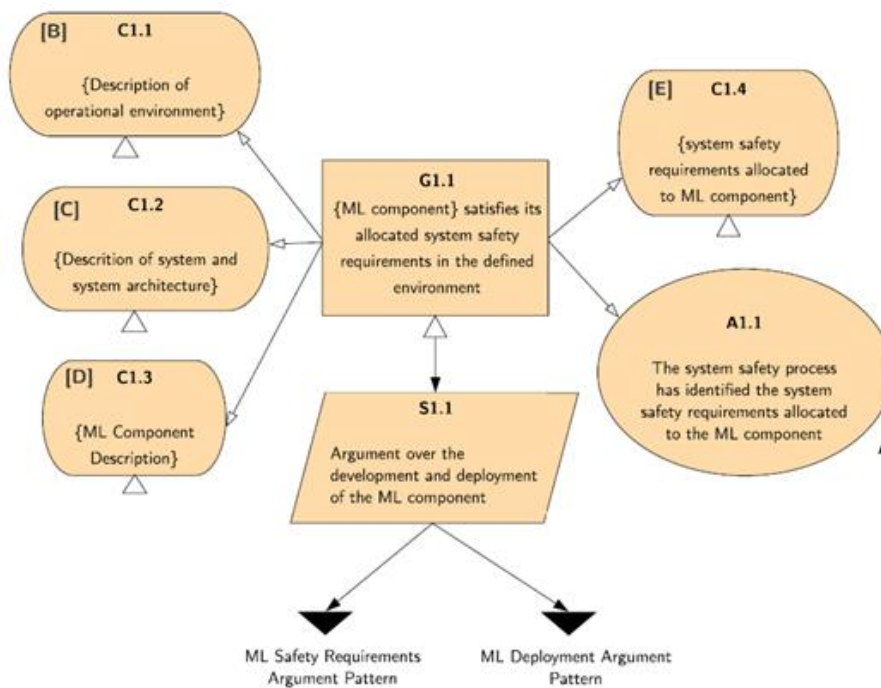 [B] C1.1
{Description of
operational environment}
[C] C1.2
{Descrition of system and
system architecture}
[D] C1.3
{ML Component
Description}
G1.1
{ML component} satisfies its
allocated system safety
requirements in the defined
environment
S1.1
Argument over the
development and deployment
of the ML component
[E] C1.4
{system safety
requirements allocated
to ML component}
A1.1
The system safety process
has identified the system
safety requirements allocated
to the ML component
ML Safety Requirements
Argument Pattern
ML Deployment Argument
Pattern